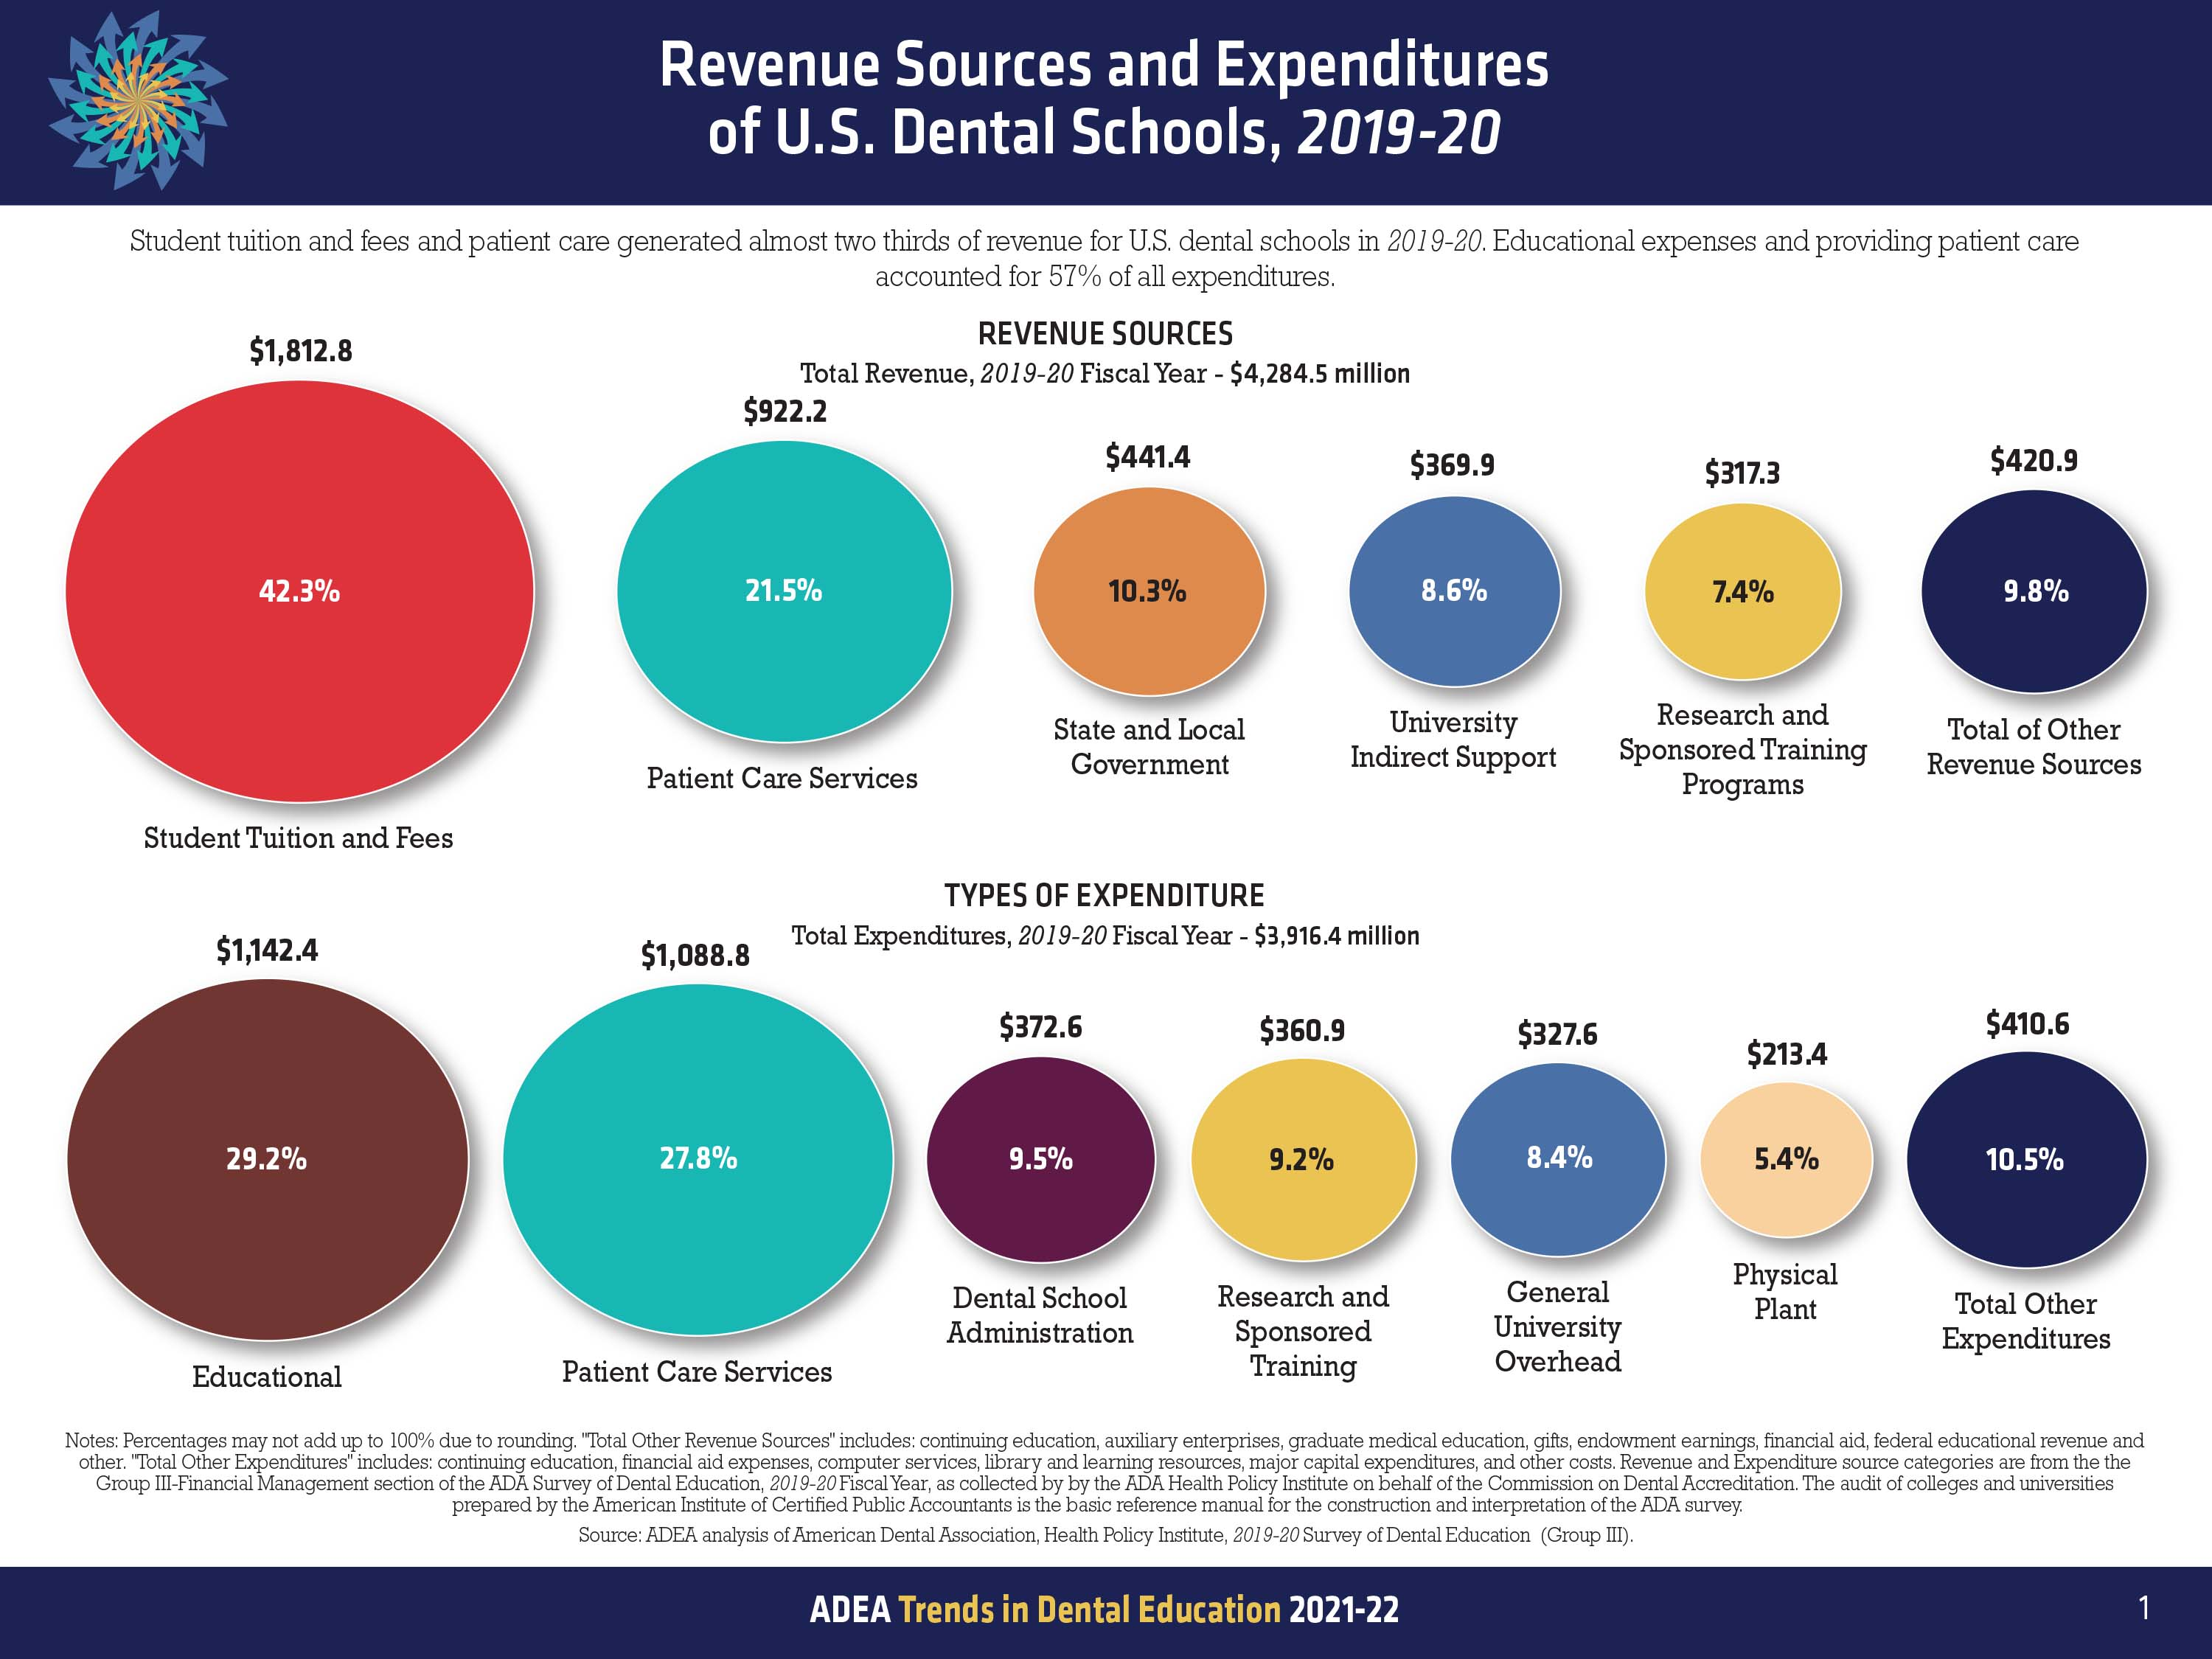 Revenue Sources and Expenditures
of U.S. Dental Schools, 2019-20
Student tuition and fees and patient care generated almost two thirds of revenue for U.S. dental schools in 2019-20. Educational expenses and providing patient care
accounted for 57% of all expenditures.
REVENUE SOURCES
Total Revenue, 2019-20 Fiscal Year - $4,284.5 million
$1,812.8
42.3%
Student Tuition and Fees
$922.2
21.5%
Patient Care Services
$441.4
10.3%
State and Local
Government
$369.9
8.6%
University
Indirect Support
$317.3
7.4%
Research and
Sponsored Training
Programs
$420.9
9.8%
Total of Other
Revenue Sources
TYPES OF EXPENDITURE
Total Expenditures, 2019-20 Fiscal Year - $3,916.4 million
$1,142.4
29.2%
Educational
$1,088.8
27.8%
Patient Care Services
$372.6
9.5%
Dental School
Administration
$360.9
9.2%
Research and
Sponsored
Training
$327.6
8.4%
General
University
Overhead
$213.4
5.4%
Physical
Plant
$410.6
10.5%
Total Other
Expenditures
Notes: Percentages may not add up to 100% due to rounding. "Total Other Revenue Sources" includes: continuing education, auxiliary enterprises, graduate medical education, gifts, endowment earnings, financial aid, federal educational revenue and
other. "Total Other Expenditures" includes: continuing education, financial aid expenses, computer services, library and learning resources, major capital expenditures, and other costs. Revenue and Expenditure source categories are from the the
Group III-Financial Management section of the ADA Survey of Dental Education, 2019-20 Fiscal Year, as collected by by the ADA Health Policy Institute on behalf of the Commission on Dental Accreditation. The audit of colleges and universities
prepared by the American Institute of Certified Public Accountants is the basic reference manual for the construction and interpretation of the ADA survey.
Source: ADEA analysis of American Dental Association, Health Policy Institute, 2019-20 Survey of Dental Education (Group III).
ADEA Trends in Dental Education 2021-22
1